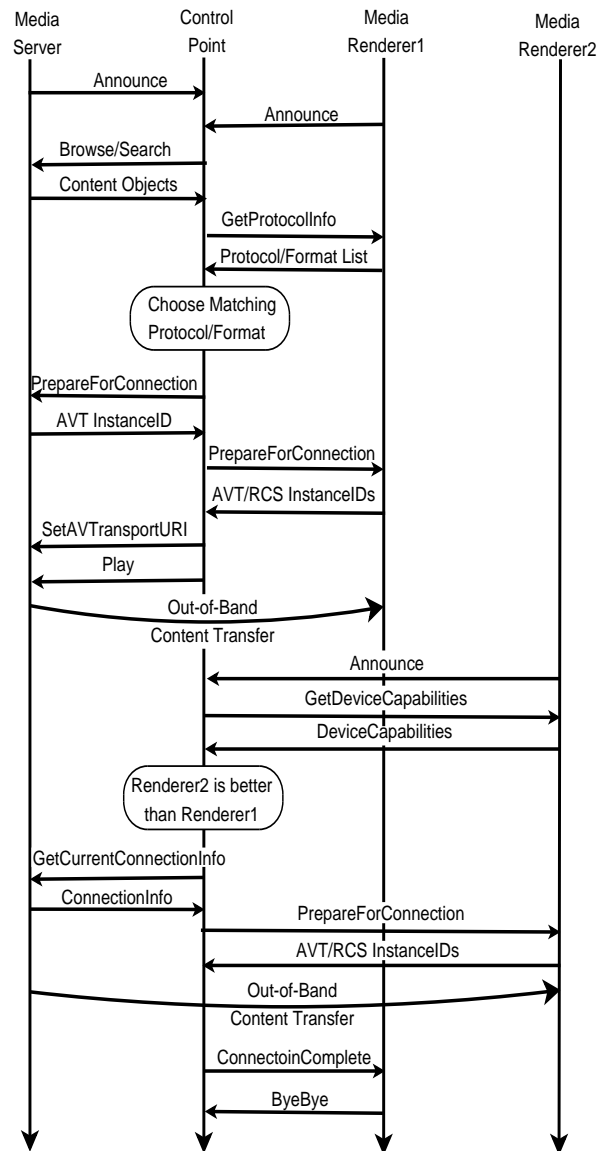 Media
Server
Control
Point
Media
Renderer1
Media
Renderer2
Announce
Announce
Browse/Search
Content Objects
GetProtocolInfo
Protocol/Format List
Choose Matching
Protocol/Format
PrepareForConnection
AVT InstanceID
PrepareForConnection
AVT/RCS InstanceIDs
SetAVTransportURI
Play
Out-of-Band
Content Transfer
Announce
GetDeviceCapabilities
DeviceCapabilities
Renderer2 is better
than Renderer1
GetCurrentConnectionInfo
ConnectionInfo
PrepareForConnection
AVT/RCS InstanceIDs
Out-of-Band
Content Transfer
ConnectoinComplete
ByeBye